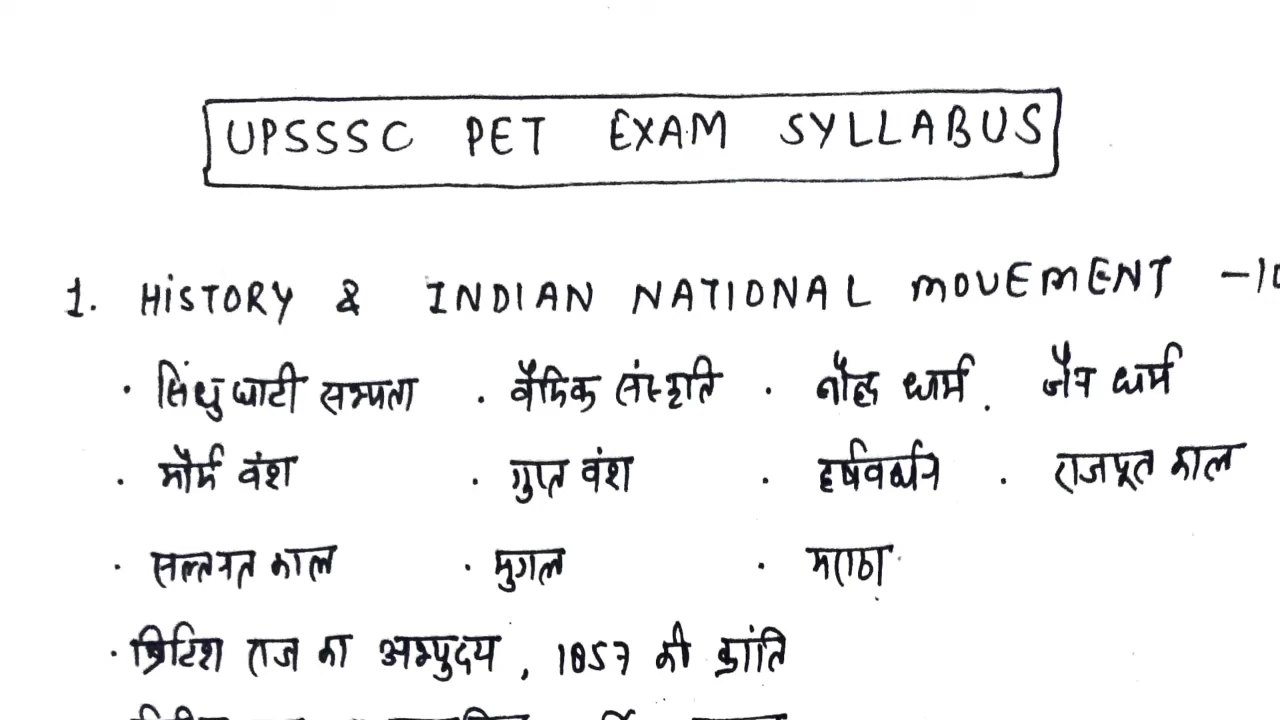 UPSSSC PET EXAM SYLLABUS
1. HiSTORY & INDIAN NATIONAL MOVEMENT -10
· सिंधु घाटी सभ्यता · वैदिक संस्कृति · बौद्ध धर्म . जैन धर्म
· मौर्य वंश · गुप्त वंश · हर्षवर्धन · राजपूत काल
· सल्तनत काल · मुगल · मराठा
· ब्रिटिश राज का अभ्युदय, 1857 की क्रांति